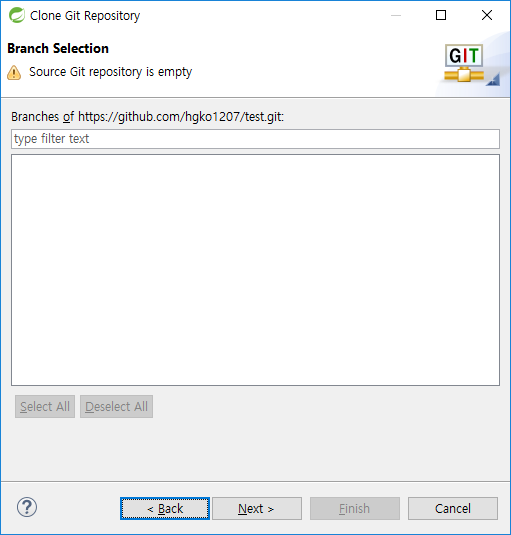 Clone Git Repository
Branch Selection
Source Git repository is empty
GIT
Branches of https://github.com/hgko1207/test.git:
type filter text
Select All Deselect All
? < Back Next > Finish Cancel